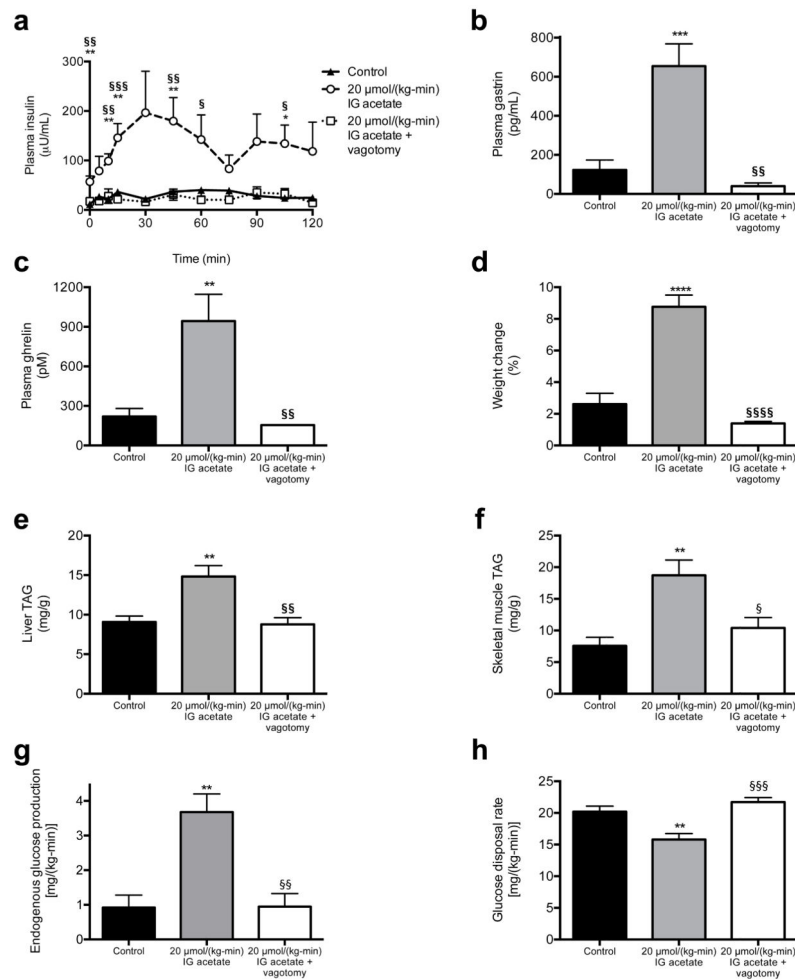 a
§§
**
§§
**
§§§
**
§§
**
§
§
*
300
200
100
0
Plasma insulin
(μU/mL)
0 30 60 90 120
Time (min)
Control
20 μmol/(kg-min)
IG acetate
20 μmol/(kg-min)
IG acetate +
vagotomy
b
800
600
400
200
0
Plasma gastrin
(pg/mL)
***
§§
Control
20 μmol/(kg-min)
IG acetate
20 μmol/(kg-min)
IG acetate +
vagotomy
c
1200
900
600
300
0
Plasma ghrelin
(pM)
**
§§
Control
20 μmol/(kg-min)
IG acetate
20 μmol/(kg-min)
IG acetate +
vagotomy
d
10
8
6
4
2
0
Weight change
(%)
****
§§§§
Control
20 μmol/(kg-min)
IG acetate
20 μmol/(kg-min)
IG acetate +
vagotomy
e
20
15
10
5
0
Liver TAG
(mg/g)
**
§§
Control
20 μmol/(kg-min)
IG acetate
20 μmol/(kg-min)
IG acetate +
vagotomy
f
25
20
15
10
5
0
Skeletal muscle TAG
(mg/g)
**
§
Control
20 μmol/(kg-min)
IG acetate
20 μmol/(kg-min)
IG acetate +
vagotomy
g
4
3
2
1
0
Endogenous glucose production
[mg/(kg-min)]
**
§§
Control
20 μmol/(kg-min)
IG acetate
20 μmol/(kg-min)
IG acetate +
vagotomy
h
25
20
15
10
5
0
Glucose disposal rate
[mg/(kg-min)]
**
§§§
Control
20 μmol/(kg-min)
IG acetate
20 μmol/(kg-min)
IG acetate +
vagotomy